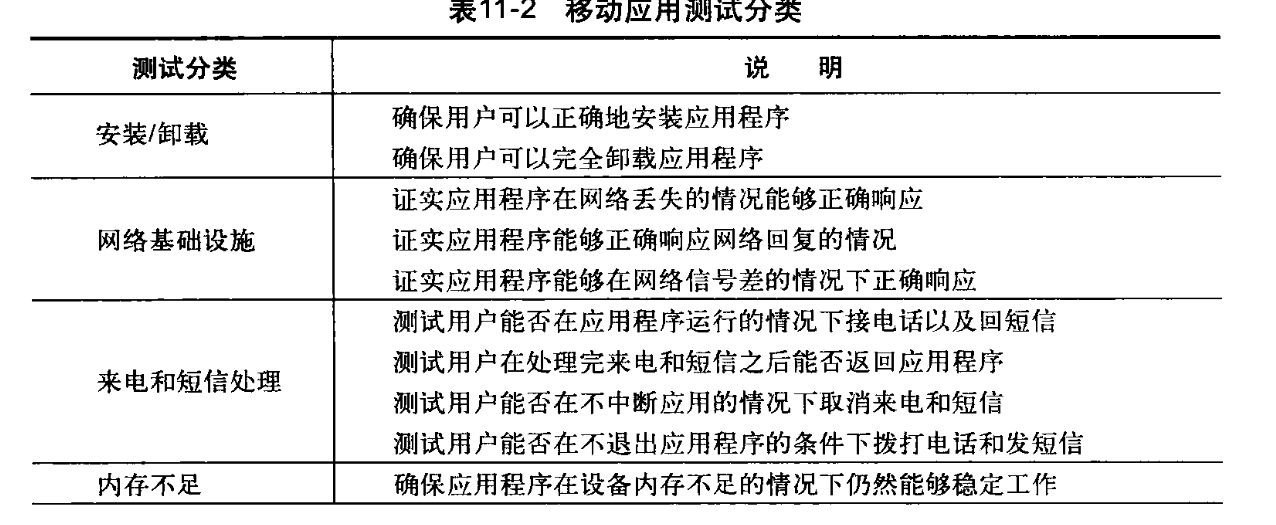 表11-2 移动应用测试分类
测试分类 说 明
安装/卸载
确保用户可以正确地安装应用程序
确保用户可以完全卸载应用程序
网络基础设施
证实应用程序在网络丢失的情况能够正确响应
证实应用程序能够正确响应网络回复的情况
证实应用程序能够在网络信号差的情况下正确响应
来电和短信处理
测试用户能否在应用程序运行的情况下接电话以及回短信
测试用户在处理完来电和短信之后能否返回应用程序
测试用户能否在不中断应用的情况下取消来电和短信
测试用户能否在不退出应用程序的条件下拨打电话和发短信
内存不足
确保应用程序在设备内存不足的情况下仍然能够稳定工作